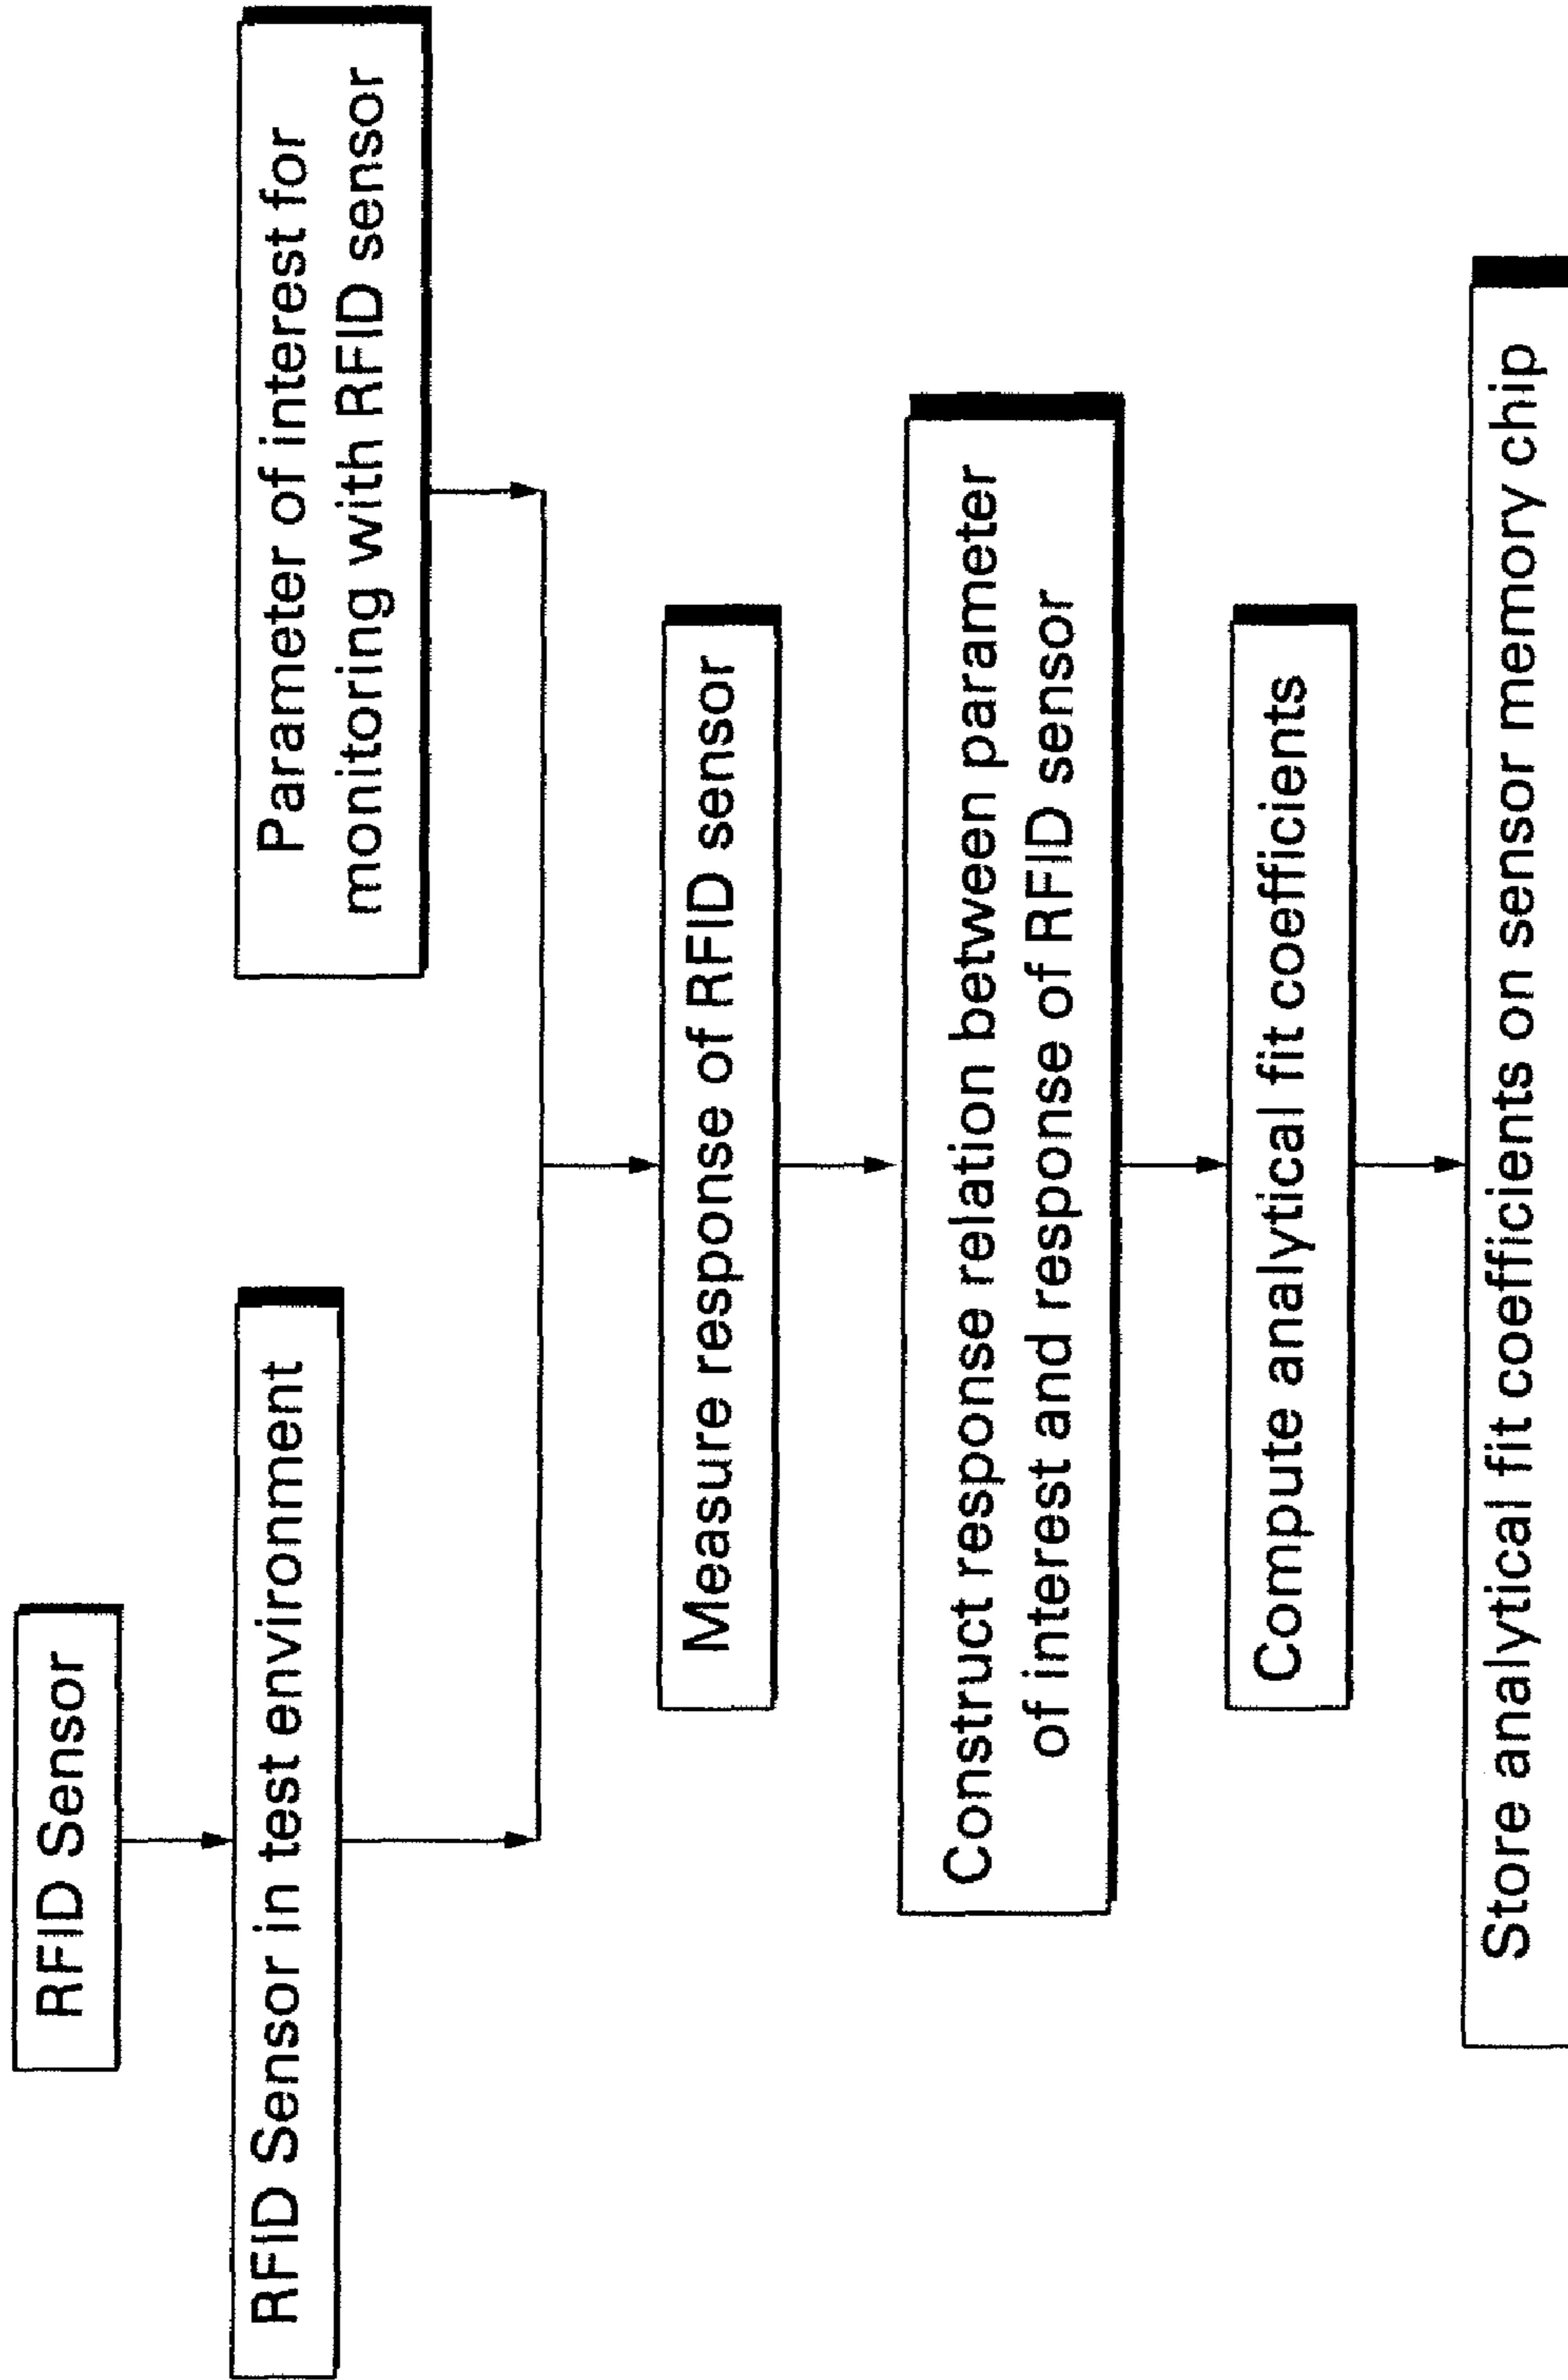 RFID Sensor
RFID Sensor in test environment
Parameter of interest for
monitoring with RFID sensor
Measure response of RFID sensor
Construct response relation between parameter
of interest and response of RFID sensor
Compute analytical fit coefficients
Store analytical fit coefficients on sensor memory chip